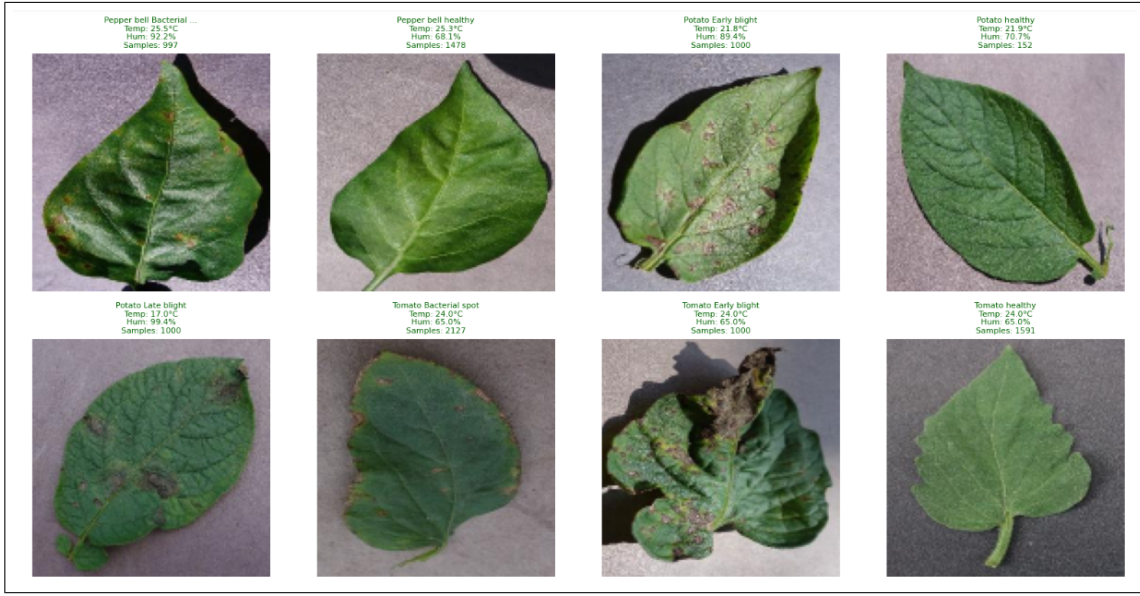 Pepper bell Bacterial ...
Temp: 25.5°C
Hum: 92.2%
Samples: 997
Pepper bell healthy
Temp: 25.3°C
Hum: 68.1%
Samples: 1478
Potato Early blight
Temp: 21.8°C
Hum: 89.4%
Samples: 1000
Potato healthy
Temp: 21.9°C
Hum: 70.7%
Samples: 152
Potato Late blight
Temp: 17.0°C
Hum: 99.4%
Samples: 1000
Tomato Bacterial spot
Temp: 24.0°C
Hum: 65.0%
Samples: 2127
Tomato Early blight
Temp: 24.0°C
Hum: 65.0%
Samples: 1000
Tomato healthy
Temp: 24.0°C
Hum: 65.0%
Samples: 1591